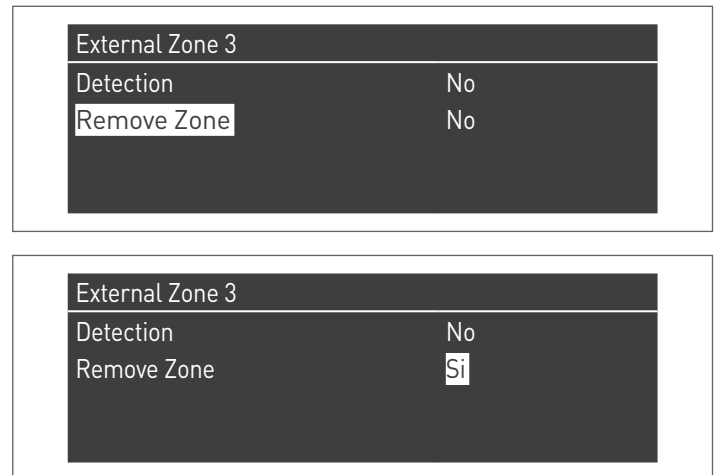 External Zone 3
Detection No
Remove Zone No
External Zone 3
Detection No
Remove Zone Si